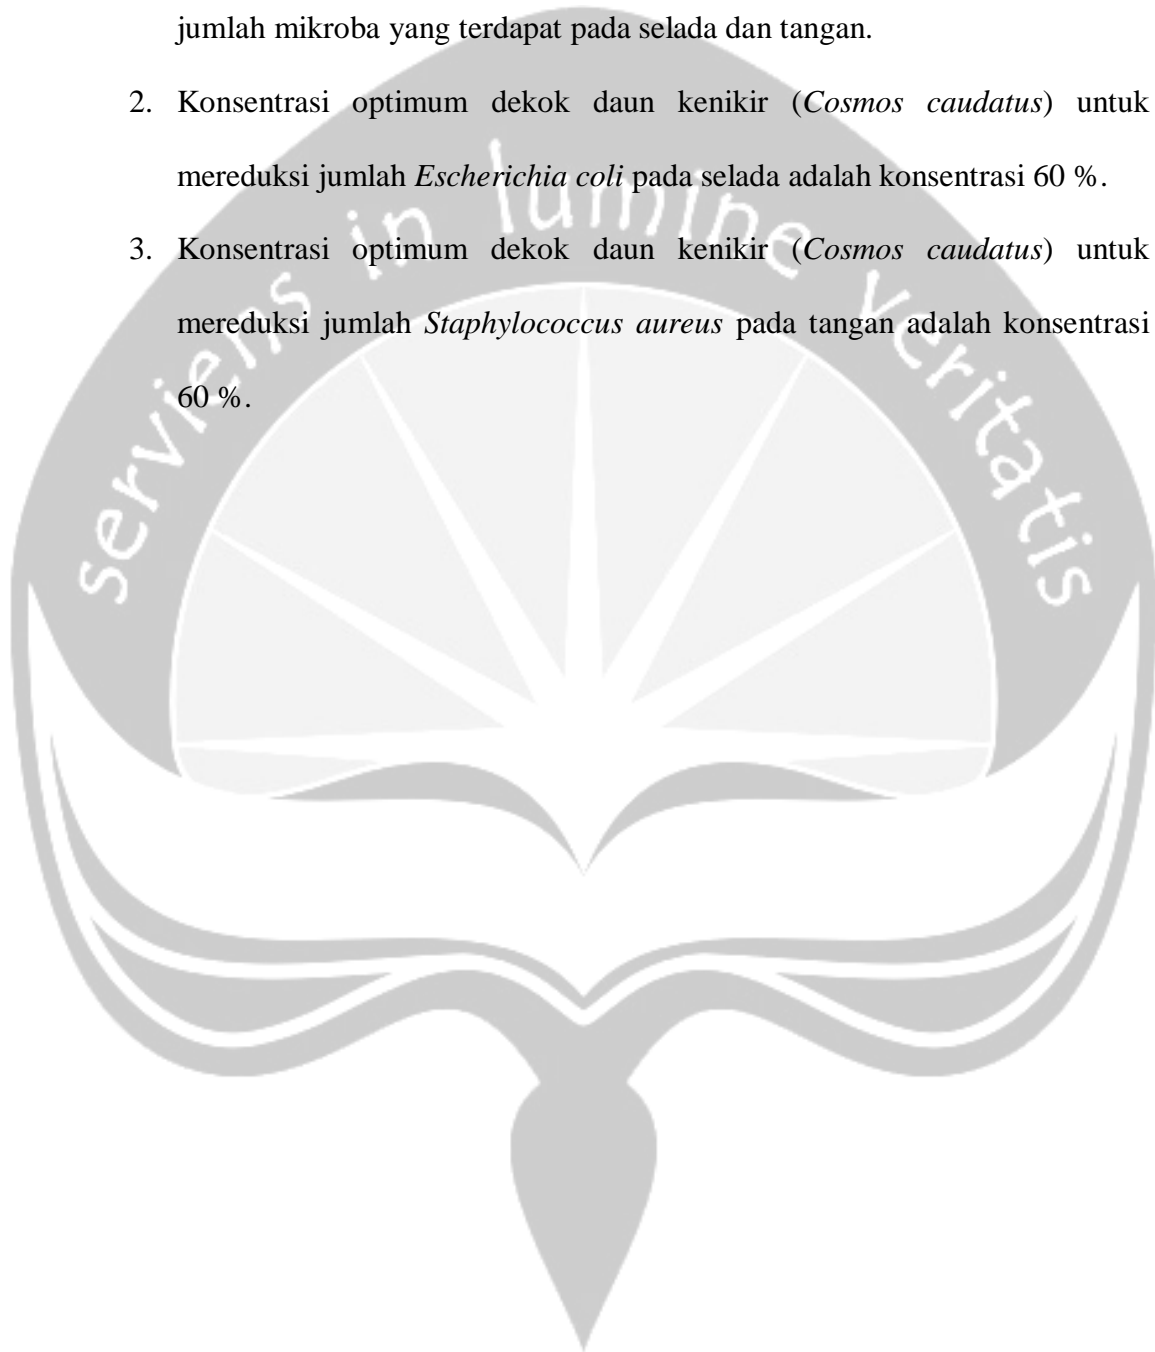 jumlah mikroba yang terdapat pada selada dan tangan.
2. Konsentrasi optimum dekok daun kenikir (Cosmos caudatus) untuk
mereduksi jumlah Escherichia coli pada selada adalah konsentrasi 60 %.
3. Konsentrasi optimum dekok daun kenikir (Cosmos caudatus) untuk
mereduksi jumlah Staphylococcus aureus pada tangan adalah konsentrasi
60 %.
serviens in lumine veritatis